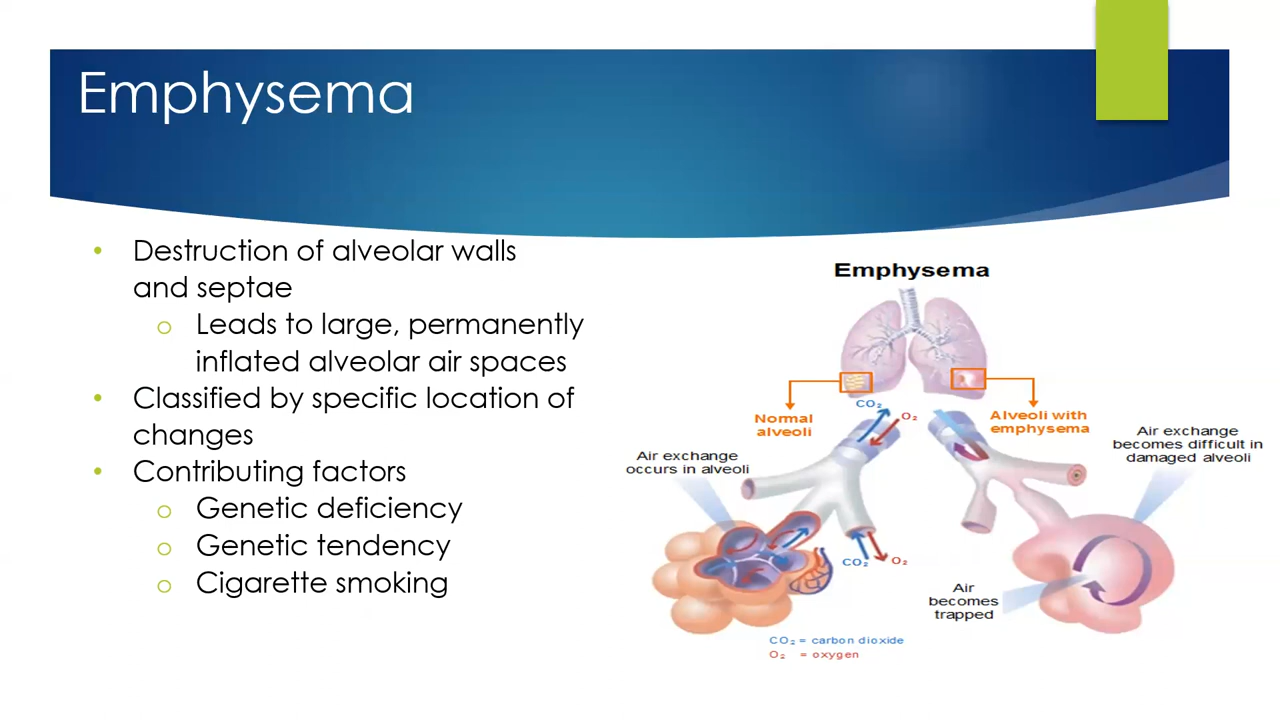 Emphysema
• Destruction of alveolar walls
and septae
o Leads to large, permanently
inflated alveolar air spaces
• Classified by specific location of
changes
• Contributing factors
o Genetic deficiency
o Genetic tendency
o Cigarette smoking
Emphysema
CO₂
O₂
Normal
alveoli
Alveoli with
emphysema
Air exchange
occurs in alveoli
Air exchange
becomes difficult in
damaged alveoli
CO₂
O₂
Air
becomes
trapped
CO₂ = carbon dioxide
O₂ = oxygen